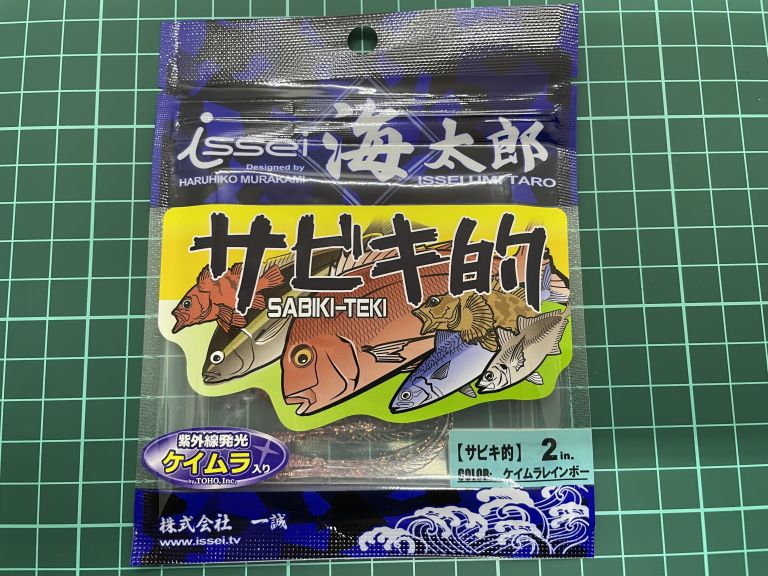 issei
海太郎
Designed by
HARUHIKO MURAKAMI
ISSEI UMI TARO
サビキ的
SABIKI-TEKI
紫外線発光
ケイムラ入り
by TOHO.Inc.
【サビキ的】 2in.
COLOR: ケイムラレインボー
株式会社 一誠
www.issei.tv